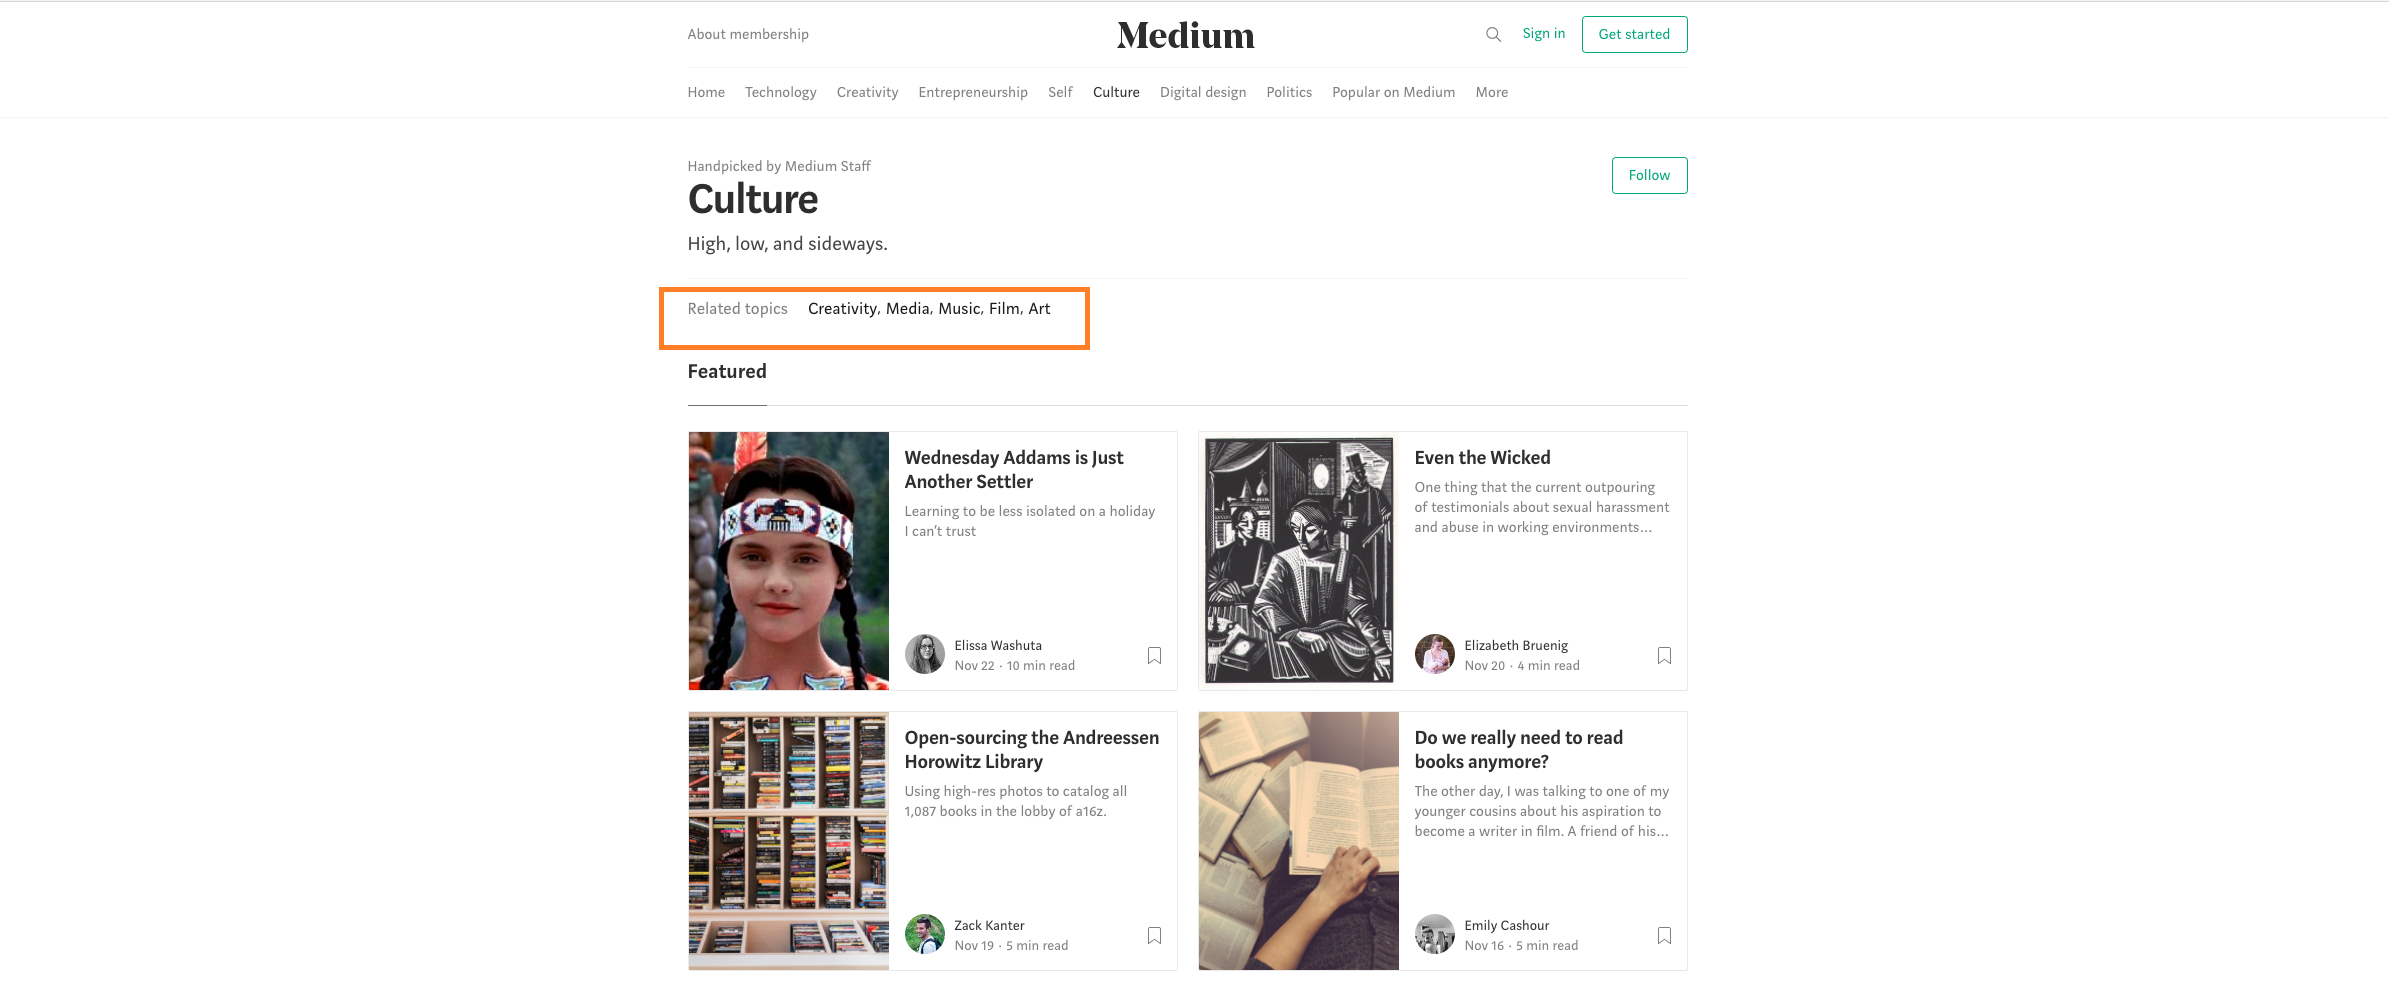 About membership
Medium
Sign in
Get started
Home Technology Creativity Entrepreneurship Self Culture Digital design Politics Popular on Medium More
Handpicked by Medium Staff
Culture
Follow
High, low, and sideways.
Related topics Creativity, Media, Music, Film, Art
Featured
Wednesday Addams is Just
Another Settler
Learning to be less isolated on a holiday
I can't trust
Elissa Washuta
Nov 22 · 10 min read
Even the Wicked
One thing that the current outpouring
of testimonials about sexual harassment
and abuse in working environments…
Elizabeth Bruenig
Nov 20 · 4 min read
Open-sourcing the Andreessen
Horowitz Library
Using high-res photos to catalog all
1,087 books in the lobby of a16z.
Zack Kanter
Nov 19 · 5 min read
Do we really need to read
books anymore?
The other day, I was talking to one of my
younger cousins about his aspiration to
become a writer in film. A friend of his…
Emily Cashour
Nov 16 · 5 min read